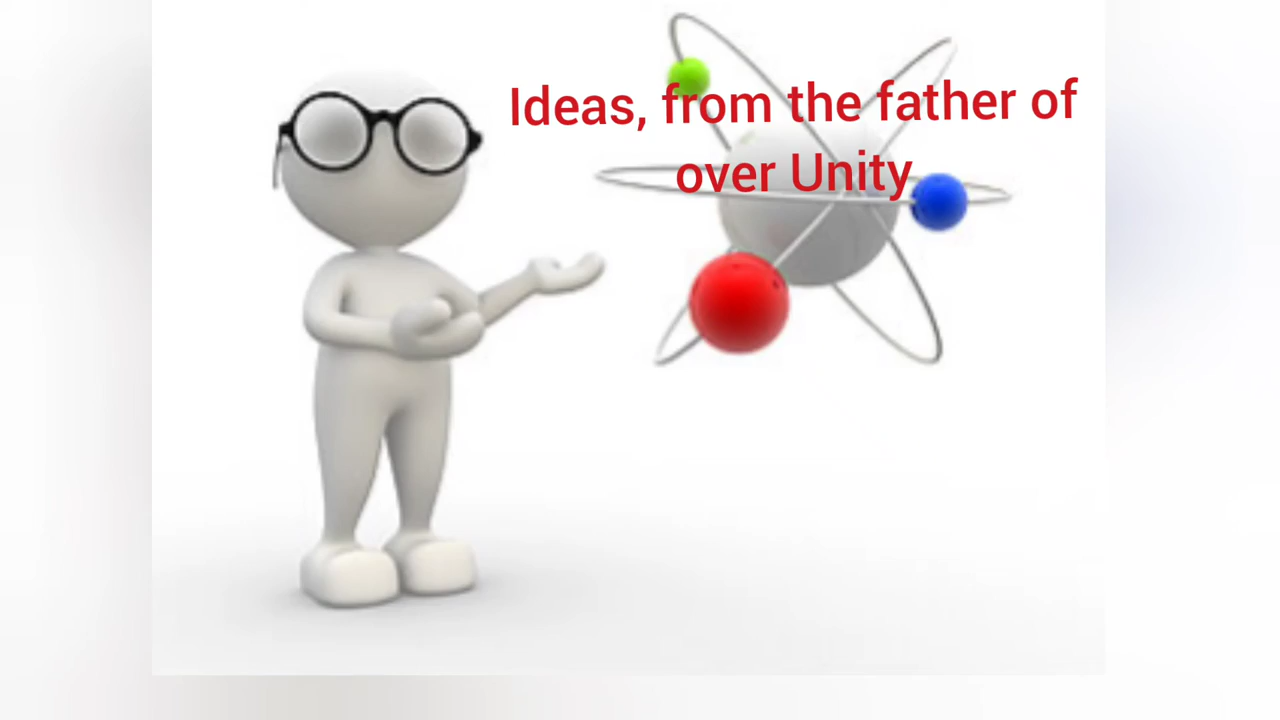 Ideas, from the father of
over Unity